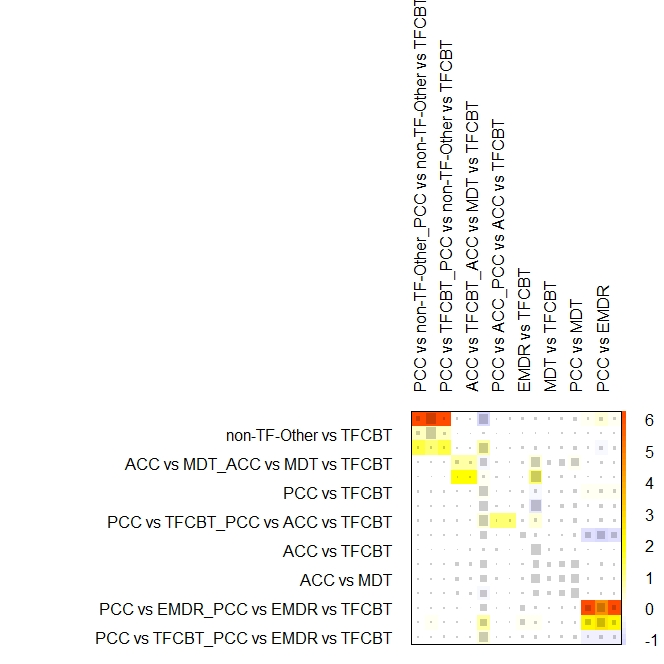 PCC vs non-TF-Other_PCC vs non-TF-Other vs TFCBT
PCC vs TFCBT_PCC vs non-TF-Other vs TFCBT
ACC vs TFCBT_ACC vs MDT vs TFCBT
PCC vs ACC_PCC vs ACC vs TFCBT
EMDR vs TFCBT
MDT vs TFCBT
PCC vs MDT
PCC vs EMDR
non-TF-Other vs TFCBT
ACC vs MDT_ACC vs MDT vs TFCBT
PCC vs TFCBT
PCC vs TFCBT_PCC vs ACC vs TFCBT
ACC vs TFCBT
ACC vs MDT
PCC vs EMDR_PCC vs EMDR vs TFCBT
PCC vs TFCBT_PCC vs EMDR vs TFCBT
6
5
4
3
2
1
0
-1